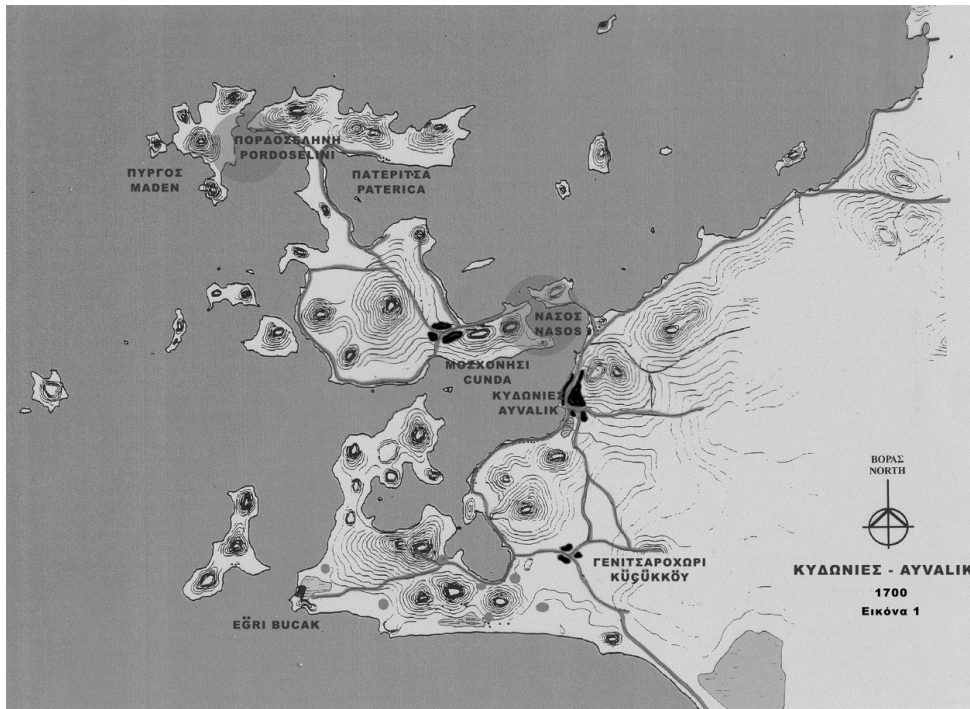 ΠΟΡΔΟΣΕΛΗΝΗ
PORDOSELINI
ΠΥΡΓΟΣ
MADEN
ΠΑΤΕΡΙΤΣΑ
PATERICA
ΝΑΣΟΣ
NASOS
ΜΟΣΧΟΝΗΣΙ
CUNDA
ΚΥΔΩΝΙΕΣ
AYVALIK
ΒΟΡΑΣ
NORTH
ΓΕΝΙΤΣΑΡΟΧΩΡΙ
KÜÇÜKKÖY
ΚΥΔΩΝΙΕΣ - AYVALIK
1700
Εικόνα 1
EĞRI BUCAK